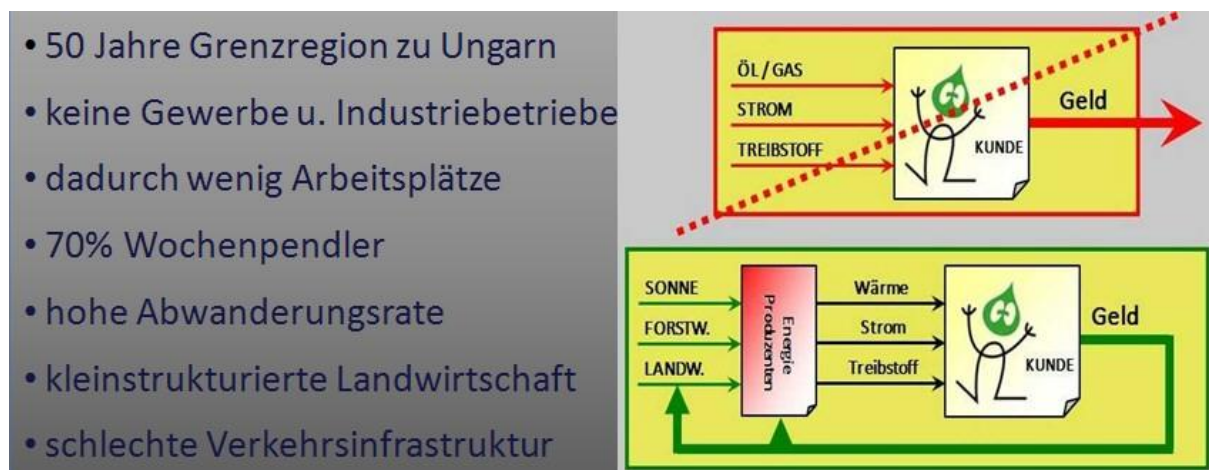 • 50 Jahre Grenzregion zu Ungarn
• keine Gewerbe u. Industriebetriebe
• dadurch wenig Arbeitsplätze
• 70% Wochenpendler
• hohe Abwanderungsrate
• kleinstrukturierte Landwirtschaft
• schlechte Verkehrsinfrastruktur
ÖL / GAS
STROM
TREIBSTOFF
KUNDE
Geld
SONNE
FORSTW.
LANDW.
Energie
Produzenten
Wärme
Strom
Treibstoff
KUNDE
Geld